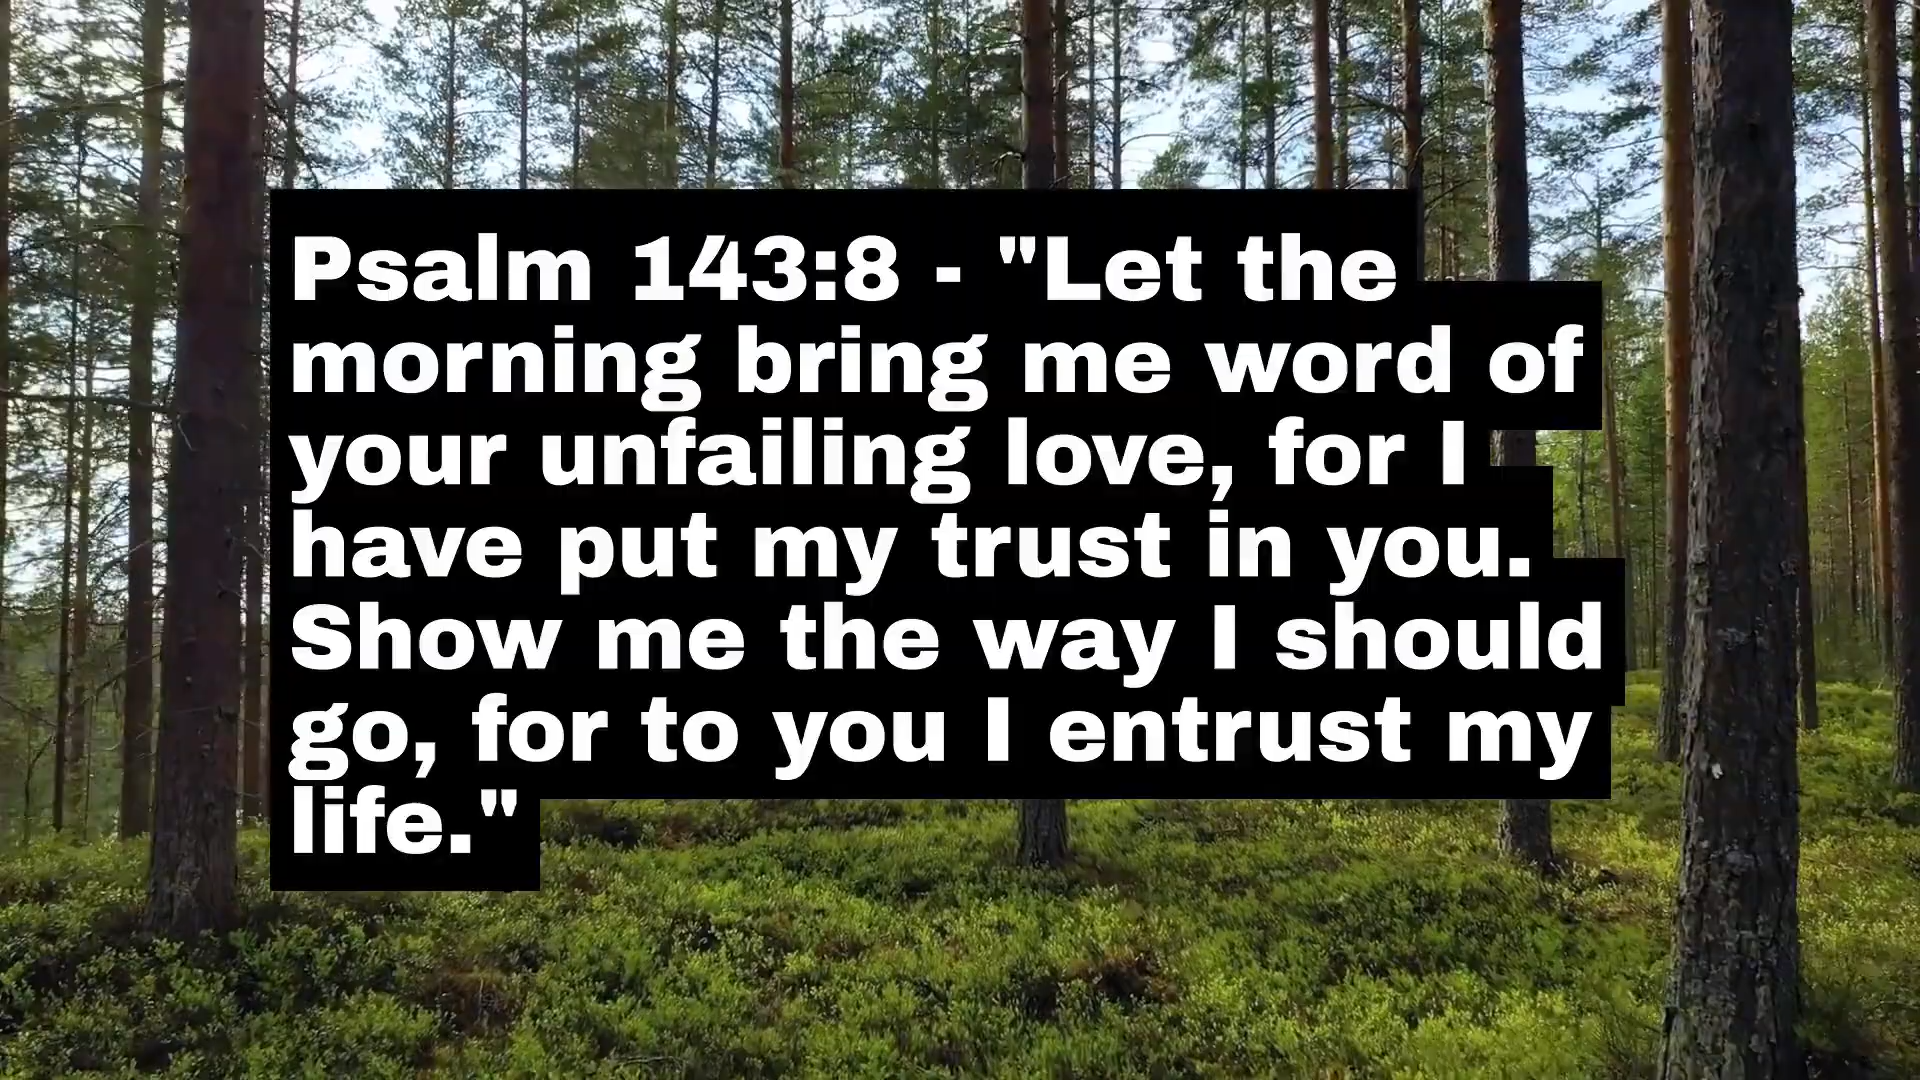 Psalm 143:8 - "Let the
morning bring me word of
your unfailing love, for I
have put my trust in you.
Show me the way I should
go, for to you I entrust my
life."